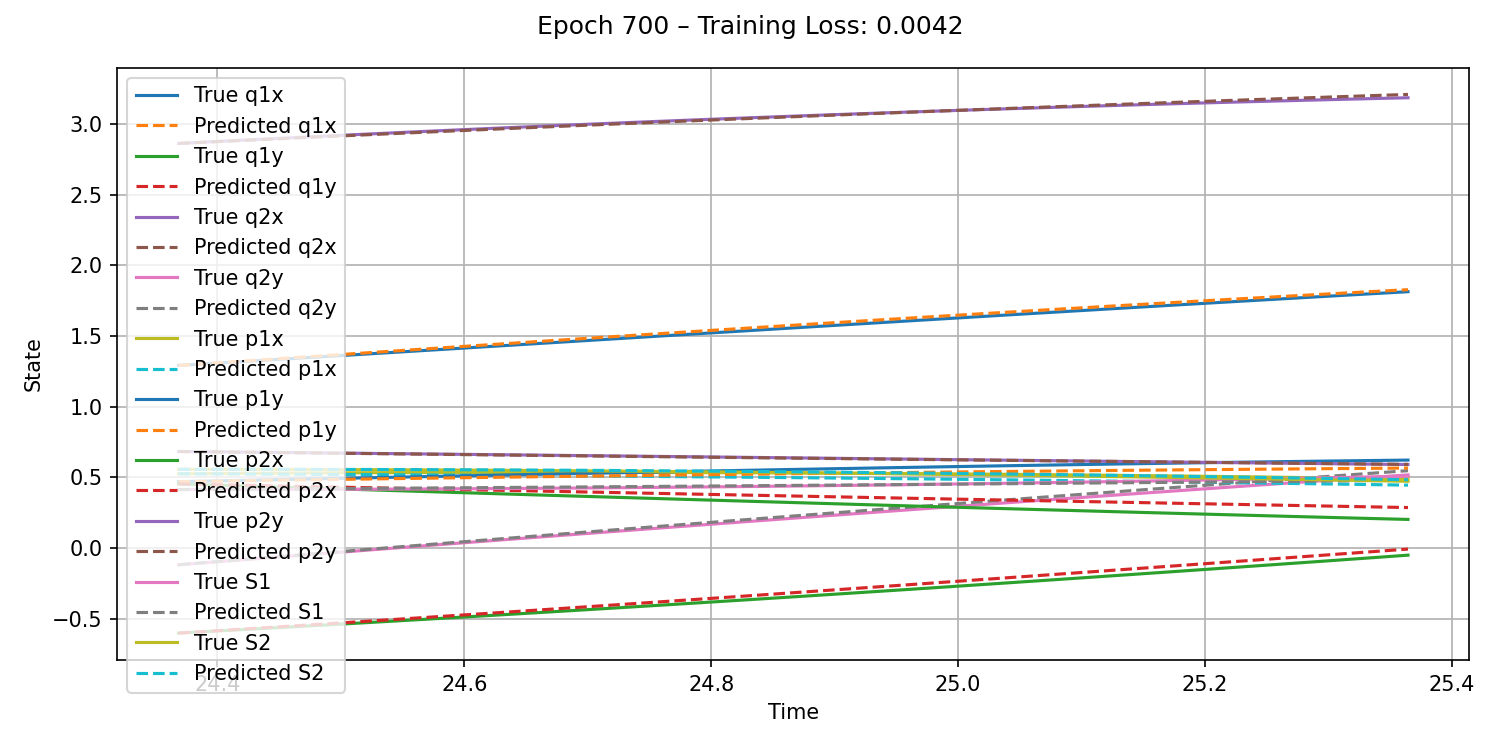 Epoch 700 – Training Loss: 0.0042
True q1x
Predicted q1x
True q1y
Predicted q1y
True q2x
Predicted q2x
True q2y
Predicted q2y
True p1x
Predicted p1x
True p1y
Predicted p1y
True p2x
Predicted p2x
True p2y
Predicted p2y
True S1
Predicted S1
True S2
Predicted S2
State
3.0
2.5
2.0
1.5
1.0
0.5
0.0
−0.5
24.4
24.6
24.8
25.0
25.2
25.4
Time